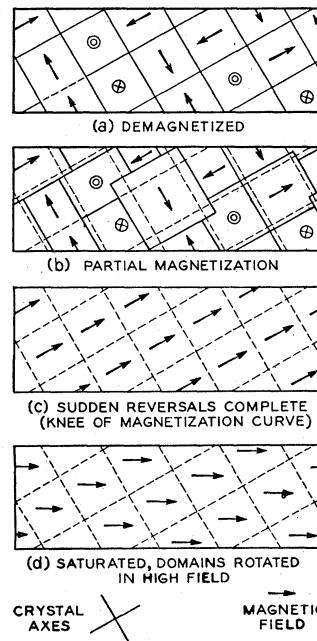 (a) DEMAGNETIZED
(b) PARTIAL MAGNETIZATION
(c) SUDDEN REVERSALS COMPLETE
(KNEE OF MAGNETIZATION CURVE)
(d) SATURATED, DOMAINS ROTATED
IN HIGH FIELD
CRYSTAL
AXES
MAGNETIC
FIELD